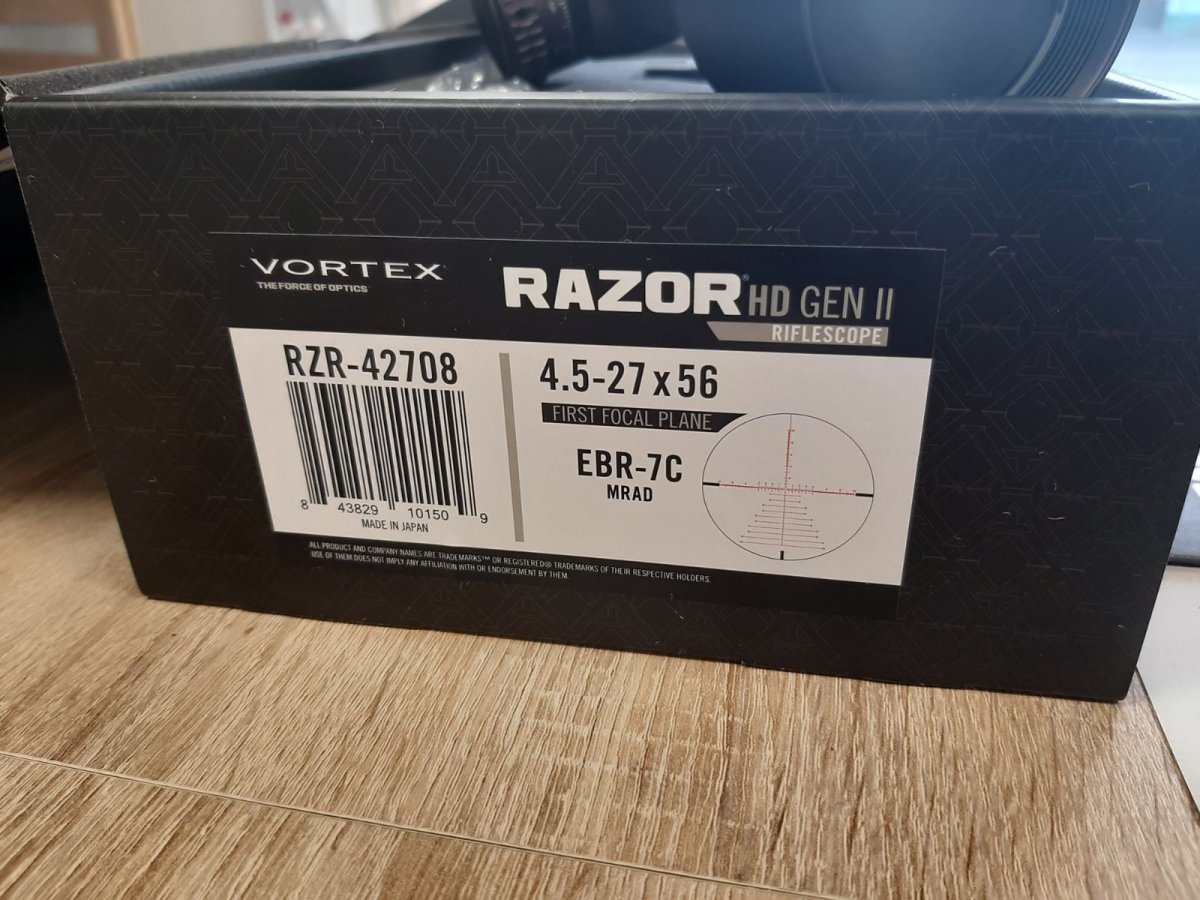 VORTEX
THE FORCE OF OPTICS
RAZOR® HD GEN II
RIFLESCOPE
RZR-42708
8 43829 10150 9
MADE IN JAPAN
4.5-27 x 56
FIRST FOCAL PLANE
EBR-7C
MRAD
ALL PRODUCT AND COMPANY NAMES ARE TRADEMARKS™ OR REGISTERED® TRADEMARKS OF THEIR RESPECTIVE HOLDERS.
USE OF THEM DOES NOT IMPLY ANY AFFILIATION WITH OR ENDORSEMENT BY THEM.